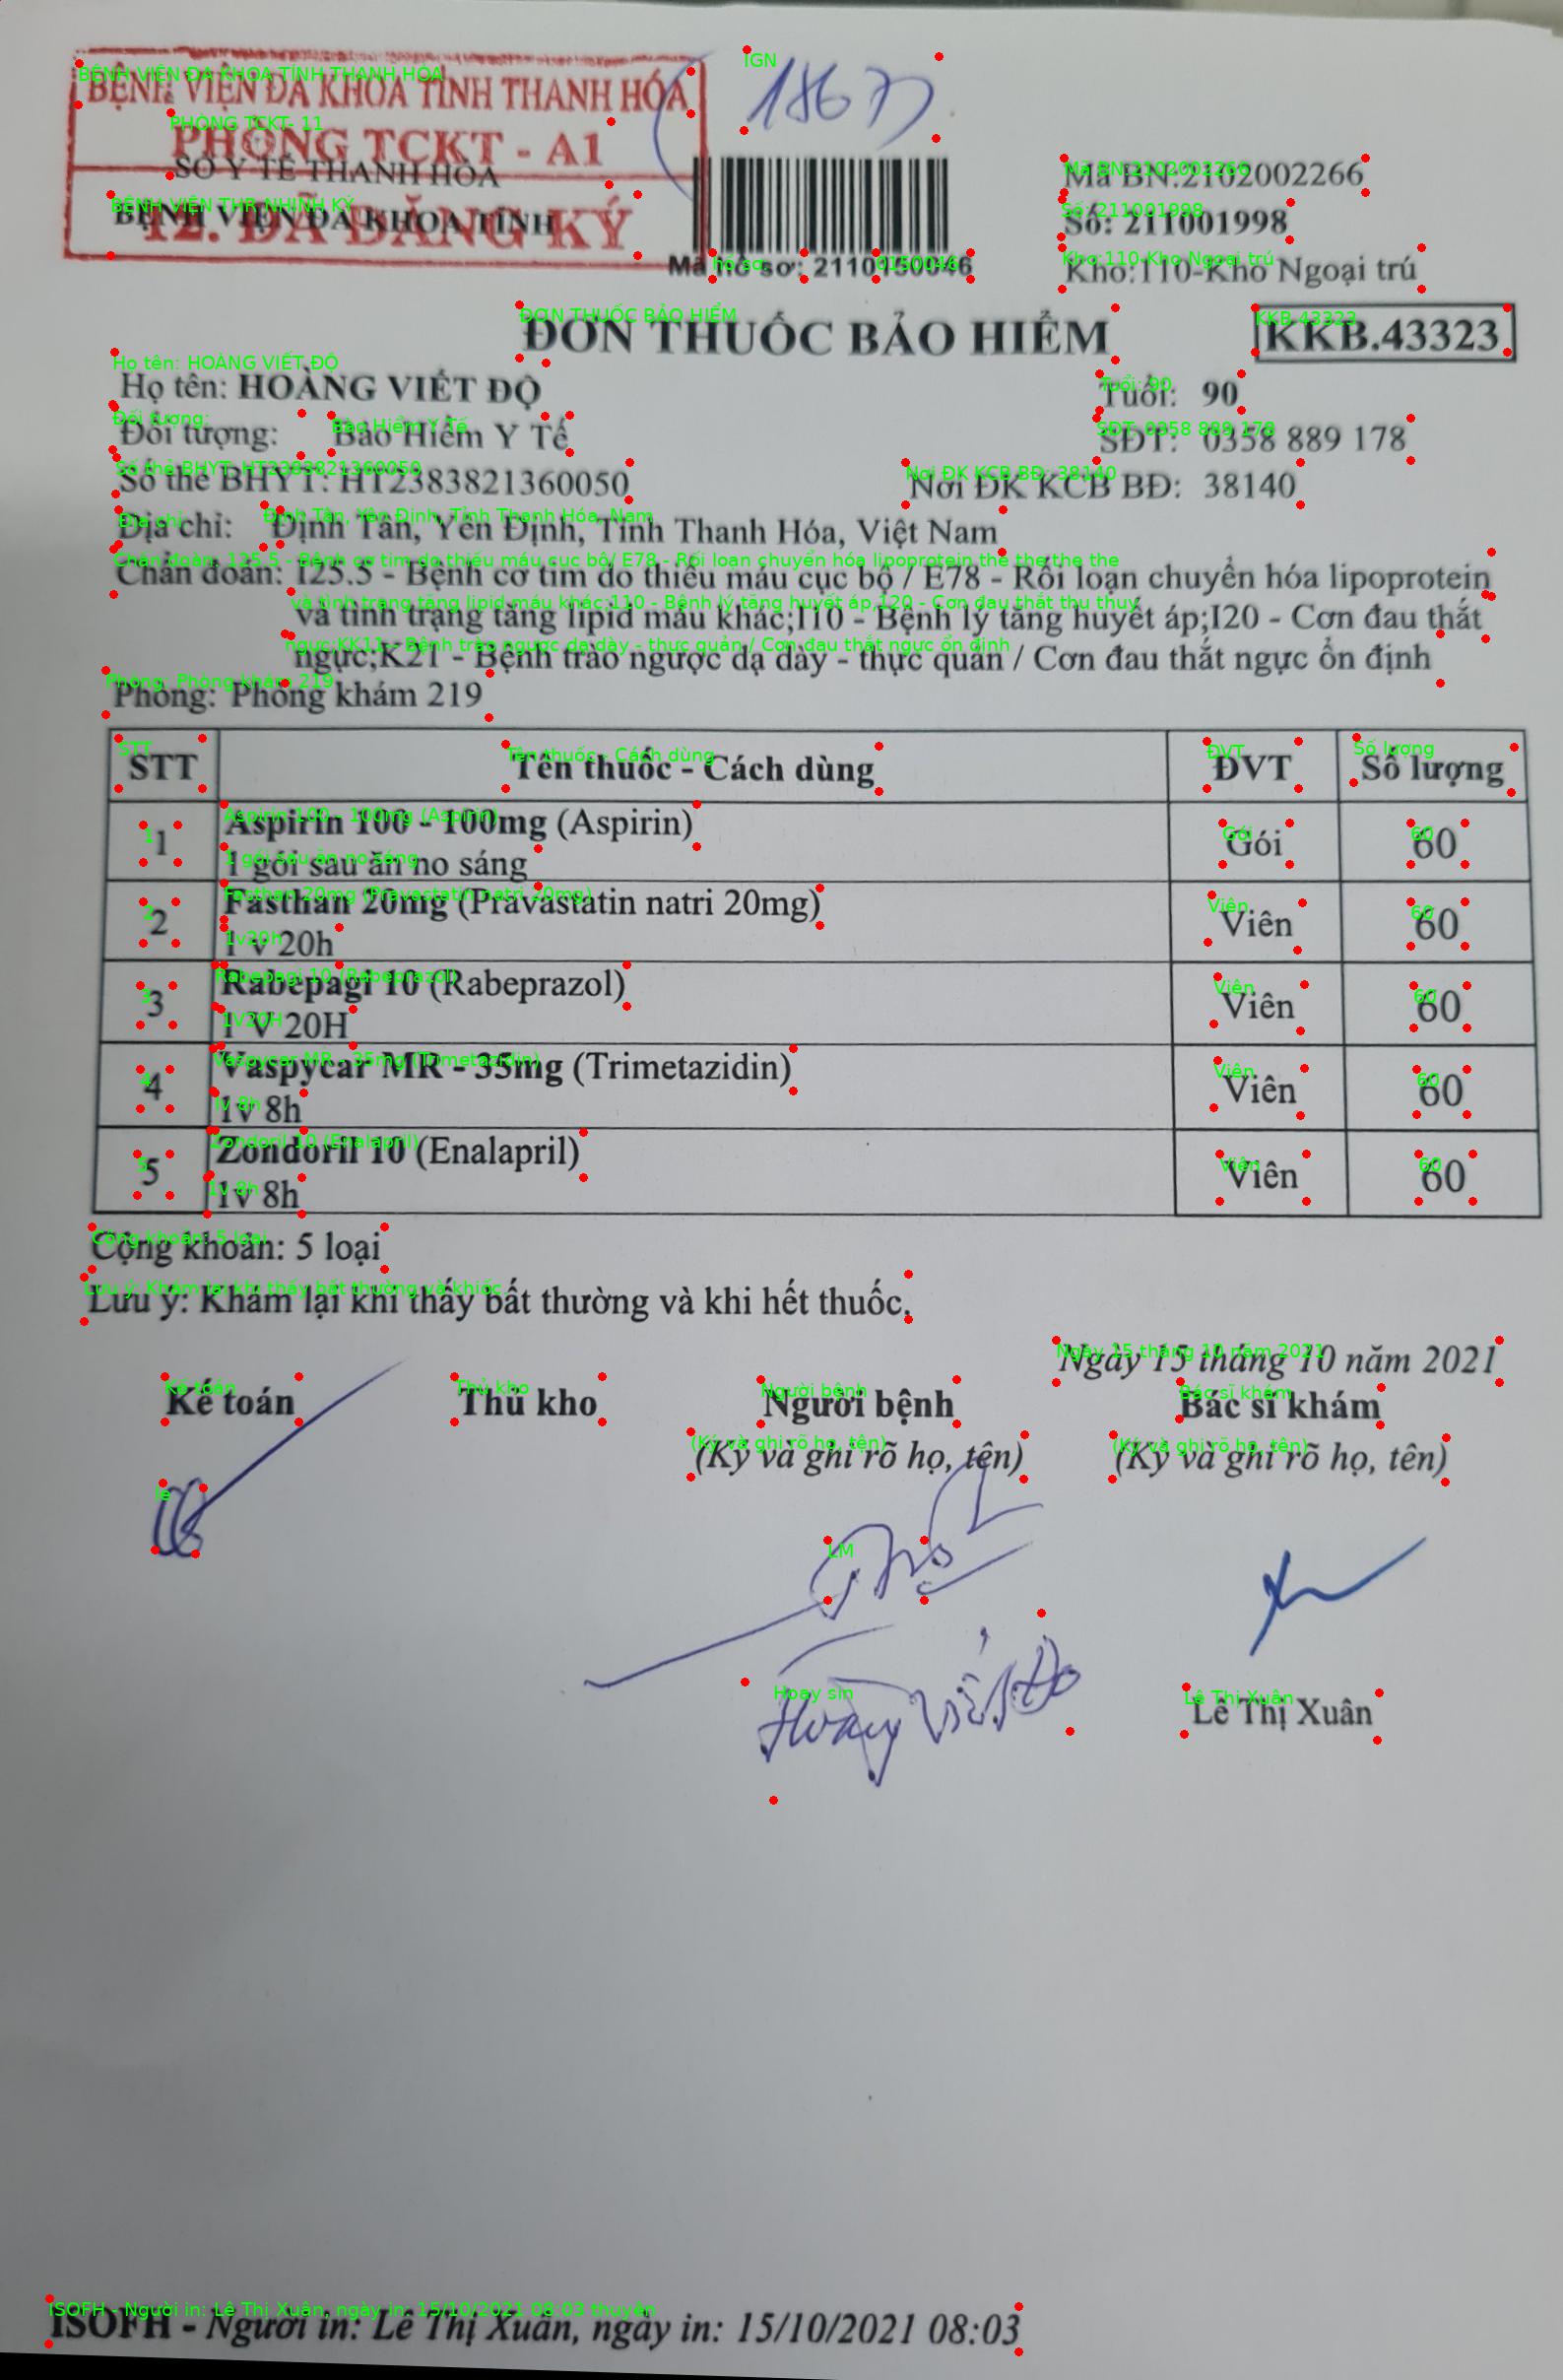 BỆNH VIỆN ĐA KHOA TỈNH THANH HÓA
PHÒNG TCKT - A1
SỞ Y TẾ THANH HÓA
BỆNH VIỆN ĐA KHOA TỈNH
12. ĐÃ ĐĂNG KÝ
Mã BN:2102002266
Số: 211001998
Mã hồ sơ: 2110150046
Kho:110-Kho Ngoại trú
ĐƠN THUỐC BẢO HIỂM
KKB.43323
Họ tên: HOÀNG VIẾT ĐỘ
Tuổi: 90
Đối tượng: Bảo Hiểm Y Tế
SĐT: 0358 889 178
Số thẻ BHYT: HT2383821360050
Nơi ĐK KCB BĐ: 38140
Địa chỉ: Định Tân, Yên Định, Tỉnh Thanh Hóa, Việt Nam
Chẩn đoán: I25.5 - Bệnh cơ tim do thiếu máu cục bộ / E78 - Rối loạn chuyển hóa lipoprotein
và tình trạng tăng lipid máu khác;I10 - Bệnh lý tăng huyết áp;I20 - Cơn đau thắt
ngực;K21 - Bệnh trào ngược dạ dày - thực quản / Cơn đau thắt ngực ổn định
Phòng: Phòng khám 219
STT Tên thuốc - Cách dùng ĐVT Số lượng
1 Aspirin 100 - 100mg (Aspirin) Gói 60
1 gói sau ăn no sáng
2 Fasthan 20mg (Pravastatin natri 20mg) Viên 60
1 v 20h
3 Rabepagi 10 (Rabeprazol) Viên 60
1 V 20H
4 Vaspycar MR - 35mg (Trimetazidin) Viên 60
1v 8h
5 Zondoril 10 (Enalapril) Viên 60
1v 8h
Cộng khoản: 5 loại
Lưu ý: Khám lại khi thấy bất thường và khi hết thuốc.
Ngày 15 tháng 10 năm 2021
Kế toán Thủ kho Người bệnh Bác sĩ khám
(Ký và ghi rõ họ, tên) (Ký và ghi rõ họ, tên)
Hoàng Viết Độ
Lê Thị Xuân
ISOFH - Người in: Lê Thị Xuân, ngày in: 15/10/2021 08:03